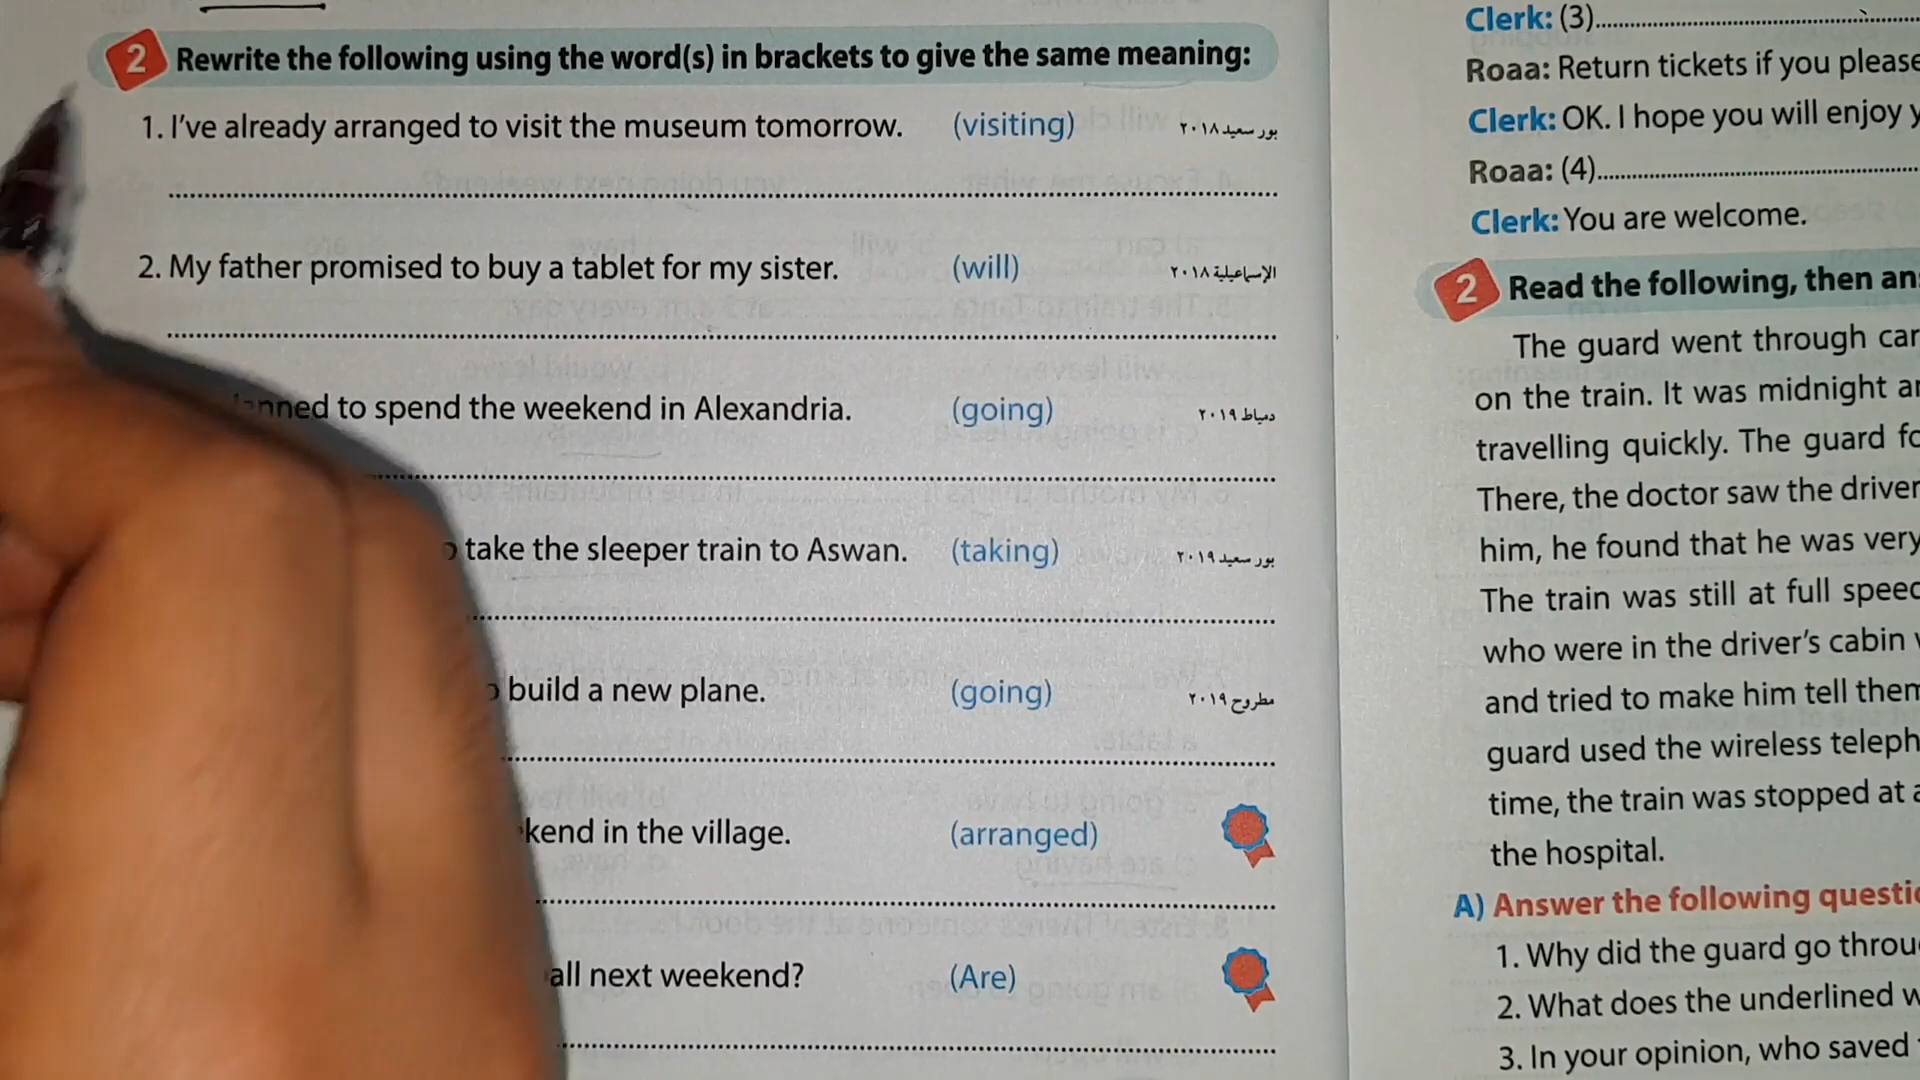 2 Rewrite the following using the word(s) in brackets to give the same meaning:
1. I've already arranged to visit the museum tomorrow. (visiting) بور سعيد ٢٠١٨
2. My father promised to buy a tablet for my sister. (will) الإسماعيلية ٢٠١٨
to spend the weekend in Alexandria. (going) دمياط ٢٠١٩
take the sleeper train to Aswan. (taking) بور سعيد ٢٠١٩
build a new plane. (going) مطروح ٢٠١٩
in the village. (arranged)
next weekend? (Are)
Clerk: (3)
Roaa: Return tickets if you please
Clerk: OK. I hope you will enjoy
Roaa: (4)
Clerk: You are welcome.
2 Read the following, then
The guard went through
on the train. It was midnight
travelling quickly. The guard
There, the doctor saw the driver
him, he found that he was very
The train was still at full speed
who were in the driver's cabin
and tried to make him tell them
guard used the wireless
time, the train was stopped at
the hospital.
A) Answer the following
1. Why did the guard go
2. What does the underlined
3. In your opinion, who saved